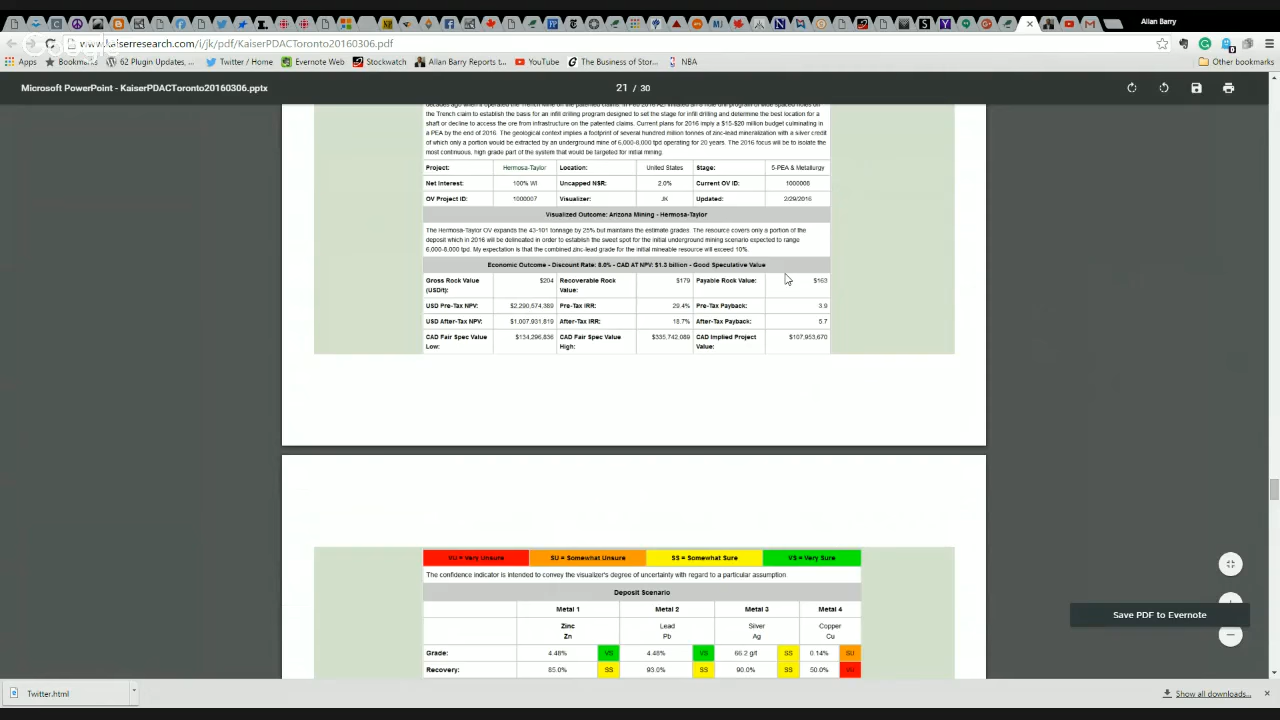 Allan Barry
www.kaiserresearch.com/i/jk/pdf/KaiserPDACToronto20160306.pdf
Apps Bookmarks 62 Plugin Updates, ... Twitter / Home Evernote Web Stockwatch Allan Barry Reports t... YouTube The Business of Stor... NBA Other bookmarks
Microsoft PowerPoint - KaiserPDACToronto20160306.pptx 21 / 30
the Trench claim to establish the basis for an infill drilling program designed to set the stage for infill drilling and determine the best location for a
shaft or decline to access the ore from infrastructure on the patented claims. Current plans for 2016 imply a $15-$20 million budget culminating in
a PEA by the end of 2016. The geological context implies a footprint of several hundred million tonnes of zinc-lead mineralization with a silver credit
of which only a portion would be extracted by an underground mine of 6,000-8,000 tpd operating for 20 years. The 2016 focus will be to isolate the
most continuous, high grade part of the system that would be targeted for initial mining.
Project: Hermosa-Taylor Location: United States Stage: 5-PEA & Metallurgy
Net Interest: 100% WI Uncapped NSR: 2.0% Current OV ID: 1000008
OV Project ID: 1000007 Visualizer: JK Updated: 2/29/2016
Visualized Outcome: Arizona Mining - Hermosa-Taylor
The Hermosa-Taylor OV expands the 43-101 tonnage by 25% but maintains the estimate grades. The resource covers only a portion of the
deposit which in 2016 will be delineated in order to establish the sweet spot for the initial underground mining scenario expected to range
6,000-8,000 tpd. My expectation is that the combined zinc-lead grade for the initial mineable resource will exceed 10%.
Economic Outcome - Discount Rate: 8.0% - CAD AT NPV: $1.3 billion - Good Speculative Value
Gross Rock Value (USD/t): $204 Recoverable Rock Value: $179 Payable Rock Value: $163
USD Pre-Tax NPV: $2,290,574,389 Pre-Tax IRR: 29.4% Pre-Tax Payback: 3.9
USD After-Tax NPV: $1,007,931,819 After-Tax IRR: 18.7% After-Tax Payback: 5.7
CAD Fair Spec Value Low: $134,296,836 CAD Fair Spec Value High: $335,742,089 CAD Implied Project Value: $107,953,670
VU = Very Unsure SU = Somewhat Unsure SS = Somewhat Sure VS = Very Sure
The confidence indicator is intended to convey the visualizer's degree of uncertainty with regard to a particular assumption
Deposit Scenario
Metal 1 Metal 2 Metal 3 Metal 4
Zinc Lead Silver Copper
Zn Pb Ag Cu
Grade: 4.48% VS 4.48% VS 66.2 g/t SS 0.14% SU
Recovery: 85.0% SS 93.0% SS 90.0% SS 50.0% VU
Save PDF to Evernote
Twitter.html
Show all downloads...